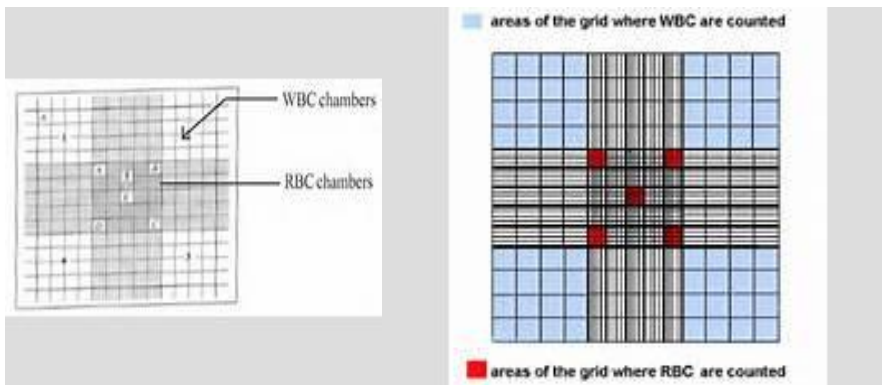 WBC chambers
RBC chambers
areas of the grid where WBC are counted
areas of the grid where RBC are counted